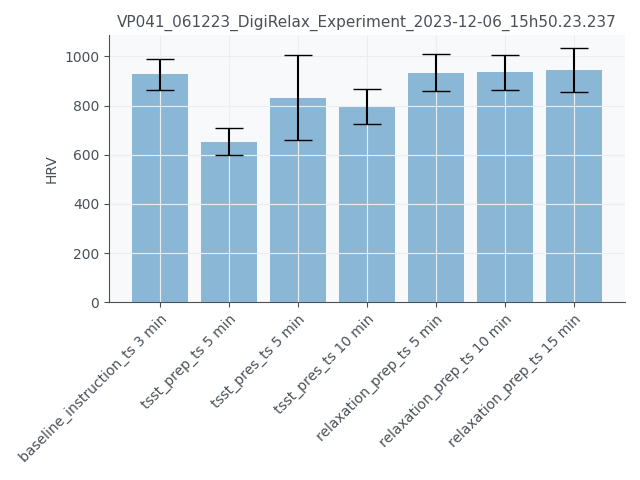 VP041_061223_DigiRelax_Experiment_2023-12-06_15h50.23.237
HRV
1000
800
600
400
200
0
baseline_instruction_ts 3 min
tsst_prep_ts 5 min
tsst_pres_ts 5 min
tsst_pres_ts 10 min
relaxation_prep_ts 5 min
relaxation_prep_ts 10 min
relaxation_prep_ts 15 min